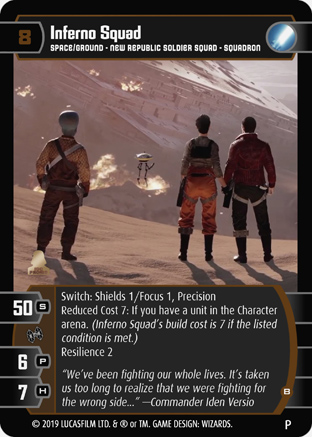 8
Inferno Squad
SPACE/GROUND • NEW REPUBLIC SOLDIER SQUAD • SQUADRON
50 S
6 P
7 H
Switch: Shields 1/Focus 1, Precision
Reduced Cost 7: If you have a unit in the Character
arena. (Inferno Squad's build cost is 7 if the listed
condition is met.)
Resilience 2
"We've been fighting our whole lives. It's taken
us too long to realize that we were fighting for
the wrong side..." —Commander Iden Versio
B
© 2019 LUCASFILM LTD. & ® or TM. GAME DESIGN: WIZARDS.
P